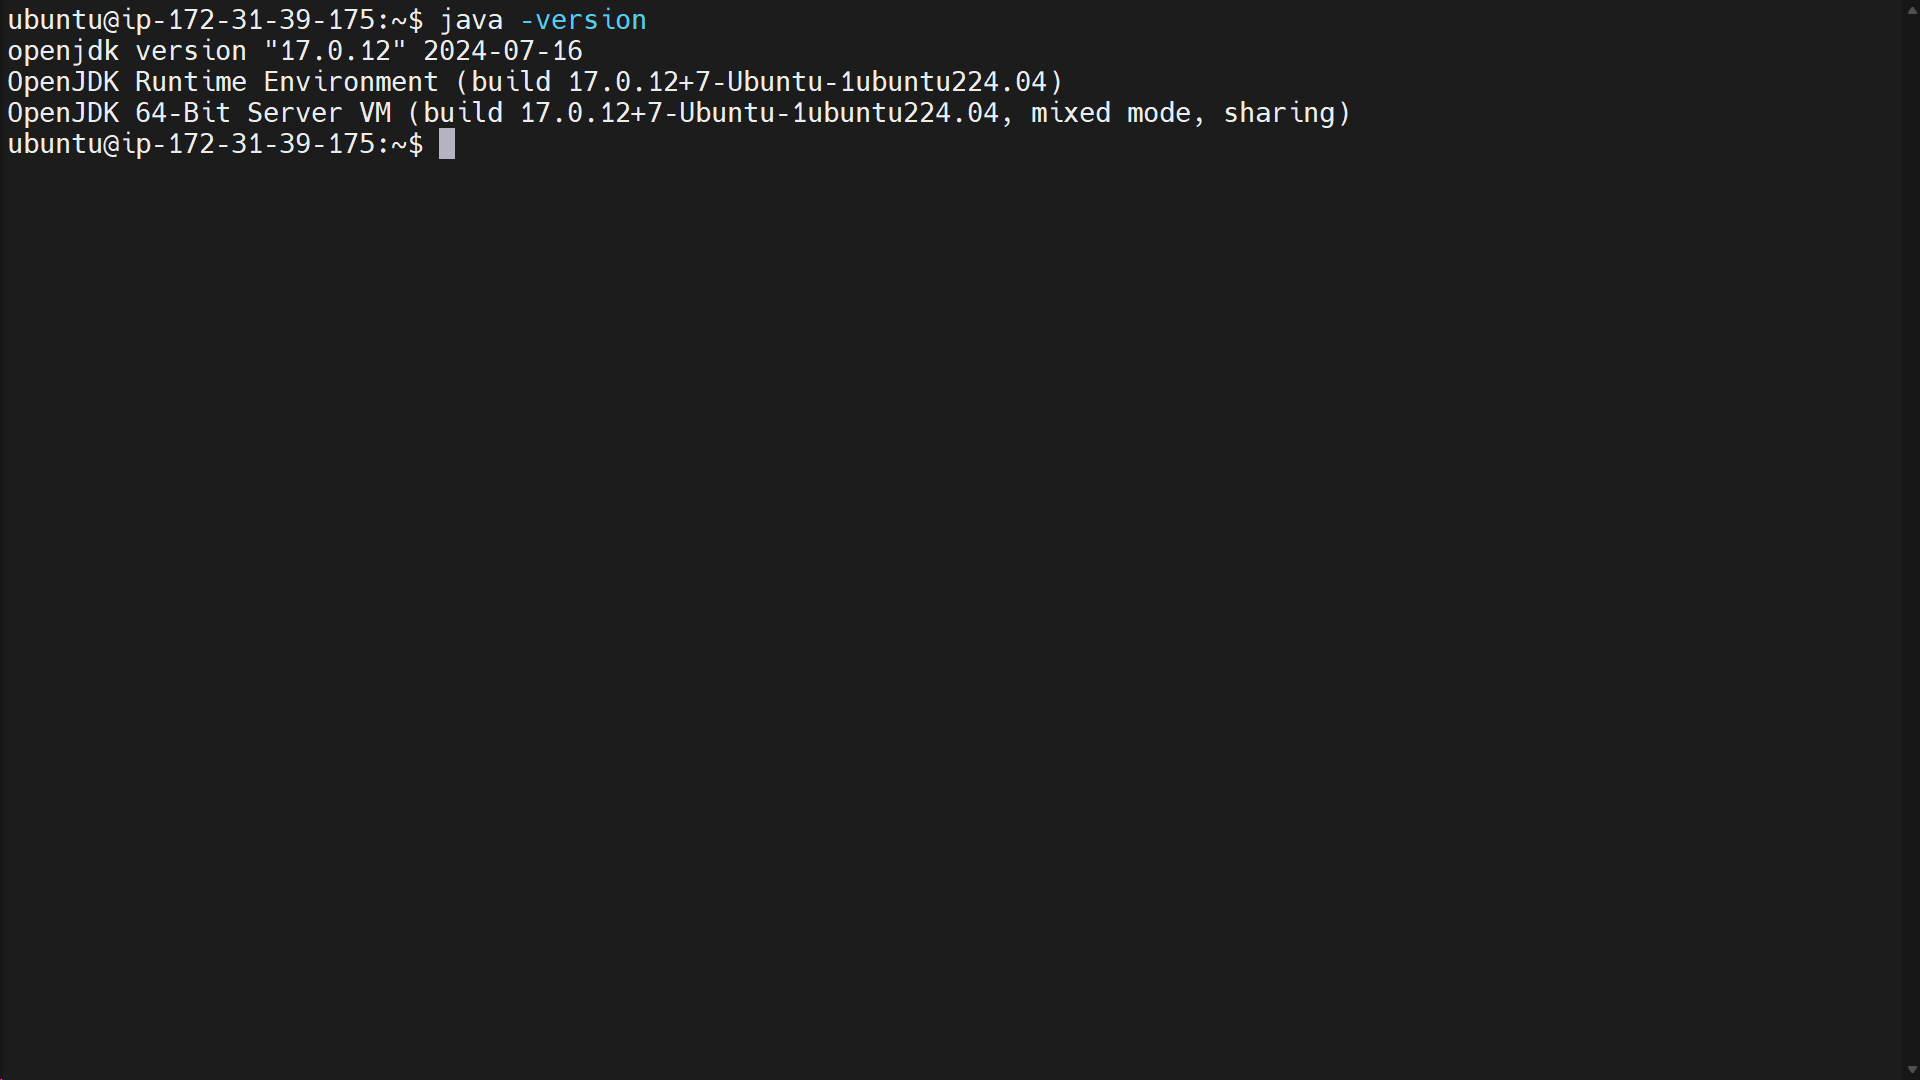 ubuntu@ip-172-31-39-175:~$ java -version
openjdk version "17.0.12" 2024-07-16
OpenJDK Runtime Environment (build 17.0.12+7-Ubuntu-1ubuntu224.04)
OpenJDK 64-Bit Server VM (build 17.0.12+7-Ubuntu-1ubuntu224.04, mixed mode, sharing)
ubuntu@ip-172-31-39-175:~$